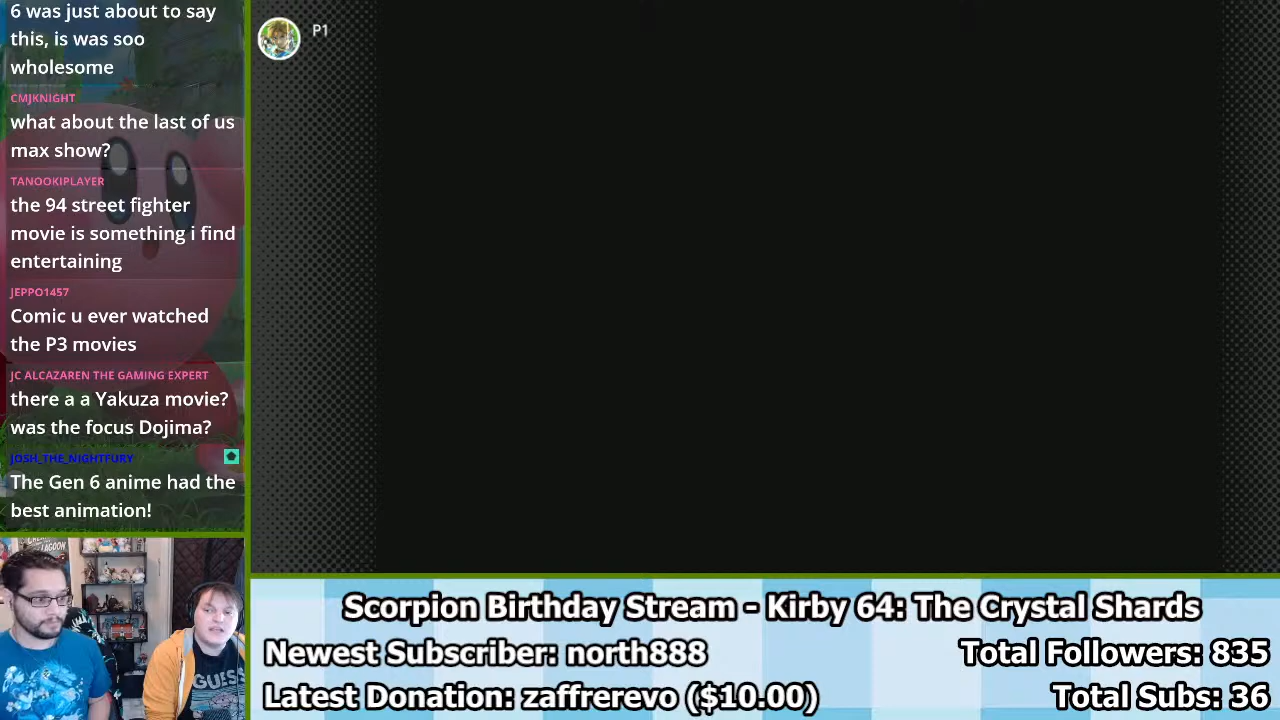 6 was just about to say
this, is was soo
wholesome
CMJKNIGHT
what about the last of us
max show?
TANOOKIPLAYER
the 94 street fighter
movie is something i find
entertaining
JEPPO1457
Comic u ever watched
the P3 movies
JC ALCAZAREN THE GAMING EXPERT
there a a Yakuza movie?
was the focus Dojima?
JOSH_THE_NIGHTFURY
The Gen 6 anime had the
best animation!
P1
GUESS
Scorpion Birthday Stream - Kirby 64: The Crystal Shards
Newest Subscriber: north888
Total Followers: 835
Latest Donation: zaffrerevo ($10.00)
Total Subs: 36